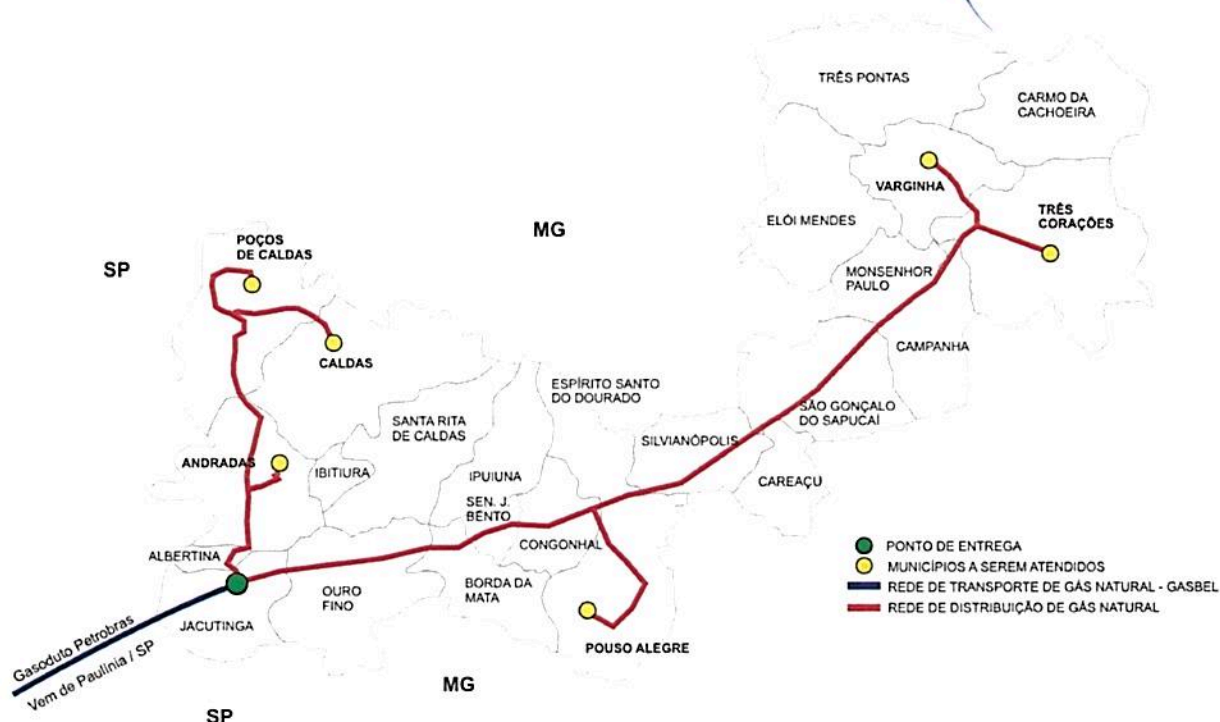 TRÊS PONTAS
CARMO DA
CACHOEIRA
VARGINHA
ELÓI MENDES
TRÊS
CORAÇÕES
MG
POÇOS
DE CALDAS
SP
MONSENHOR
PAULO
CAMPANHA
CALDAS
ESPÍRITO SANTO
DO DOURADO
SÃO GONÇALO
DO SAPUCAÍ
SANTA RITA
DE CALDAS
SILVIANÓPOLIS
ANDRADAS
IBITIURA
IPUIUNA
CAREAÇU
SEN. J.
BENTO
CONGONHAL
ALBERTINA
OURO
FINO
BORDA DA
MATA
JACUTINGA
POUSO ALEGRE
Gasoduto Petrobras
Vem de Paulínia / SP
MG
SP
PONTO DE ENTREGA
MUNICÍPIOS A SEREM ATENDIDOS
REDE DE TRANSPORTE DE GÁS NATURAL - GASBEL
REDE DE DISTRIBUIÇÃO DE GÁS NATURAL